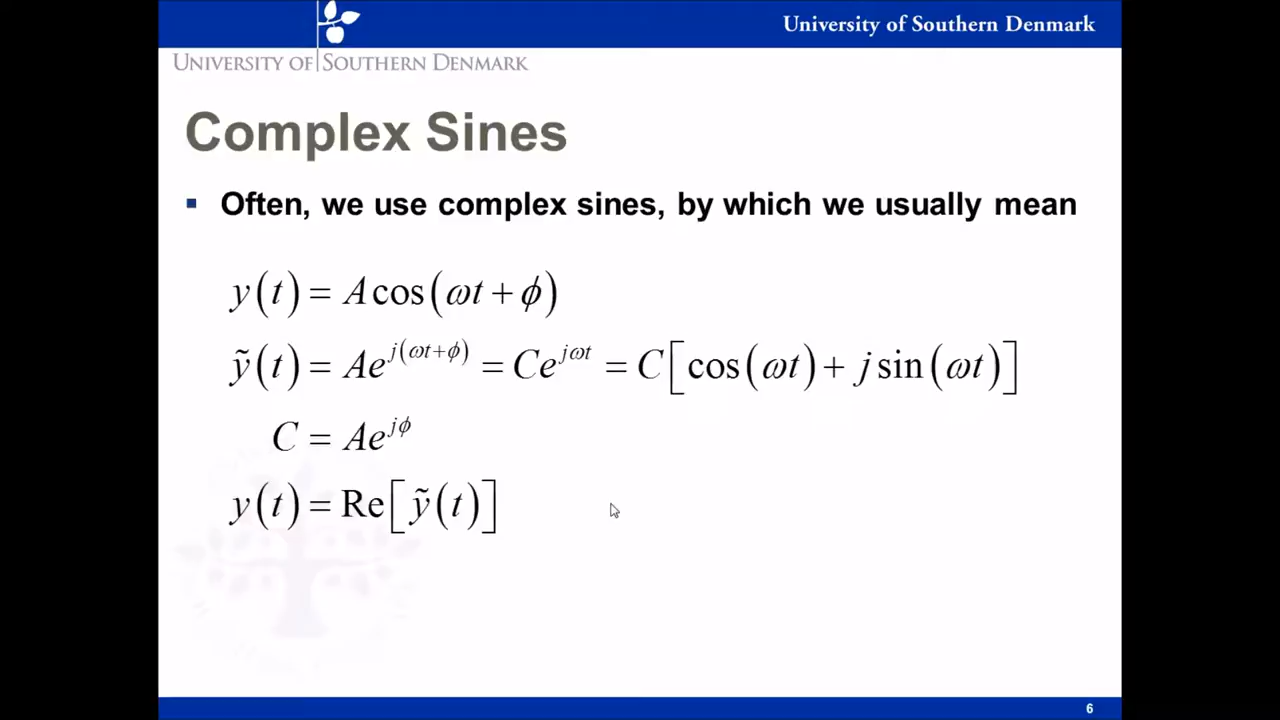 University of Southern Denmark
UNIVERSITY OF SOUTHERN DENMARK
Complex Sines
▪ Often, we use complex sines, by which we usually mean
y(t) = A cos(ωt + ϕ)
ỹ(t) = Ae^{j(ωt+ϕ)} = Ce^{jωt} = C[cos(ωt) + j sin(ωt)]
C = Ae^{jϕ}
y(t) = Re[ỹ(t)]
6